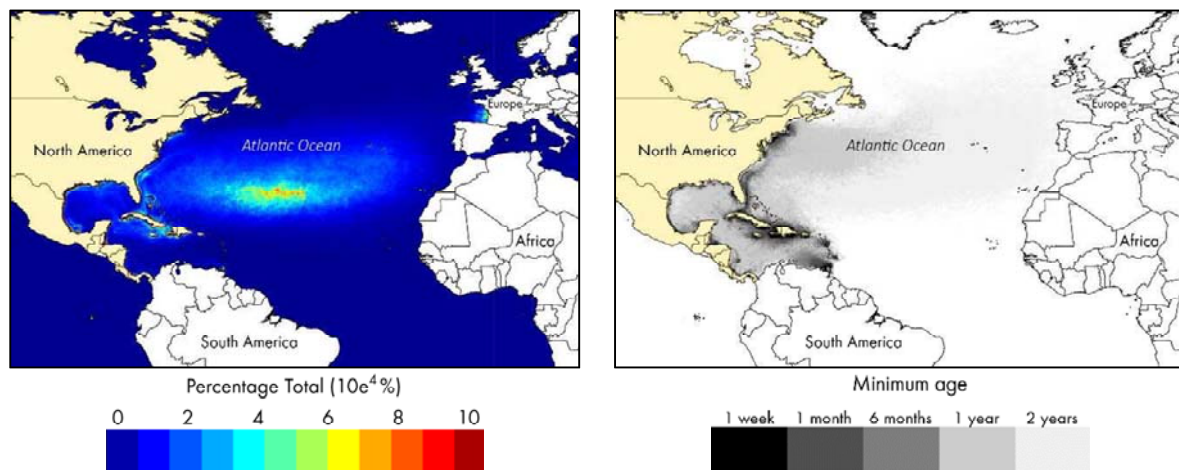 North America
Atlantic Ocean
Europe
Africa
South America
Percentage Total (10e⁴%)
0 2 4 6 8 10
North America
Atlantic Ocean
Europe
Africa
South America
Minimum age
1 week 1 month 6 months 1 year 2 years